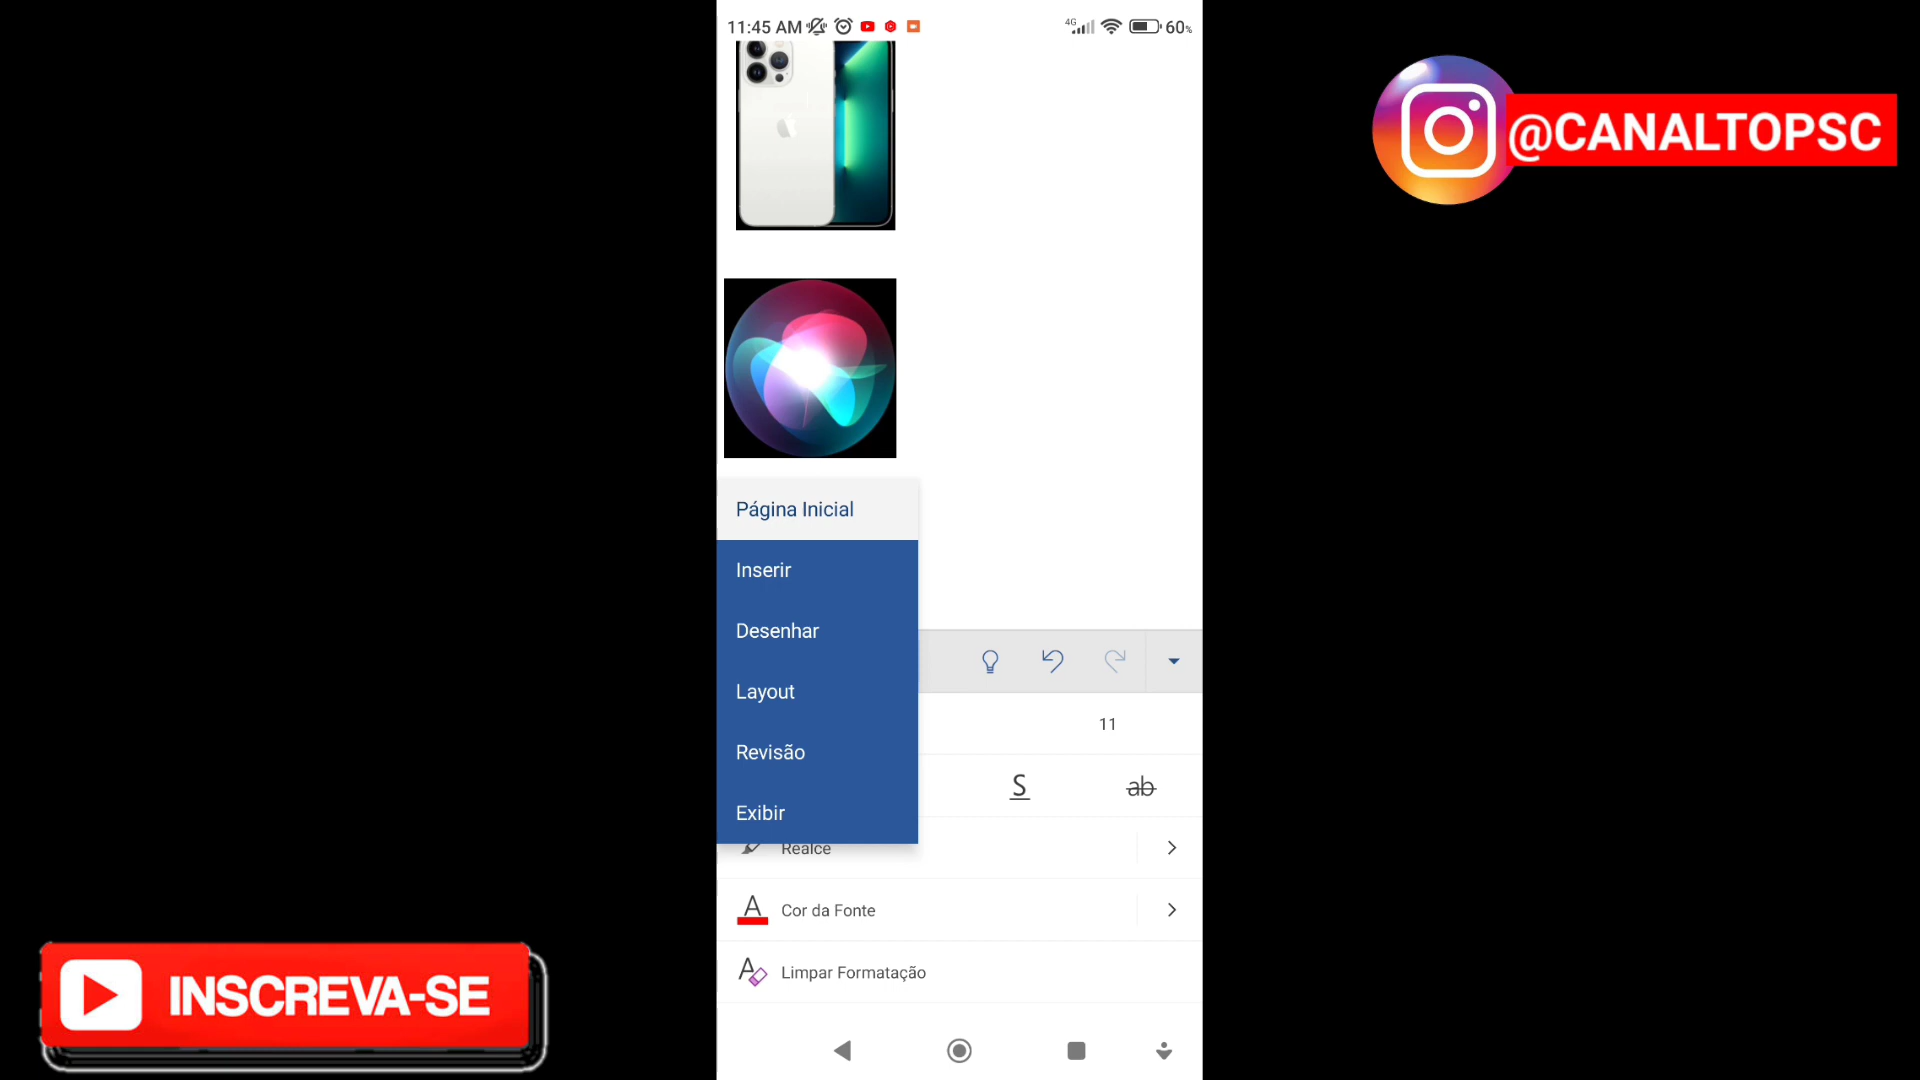 11:45 AM
4G
60%
@CANALTOPSC
Página Inicial
Inserir
Desenhar
Layout
Revisão
Exibir
11
S
ab
Realce
A
Cor da Fonte
A
Limpar Formatação
INSCREVA-SE